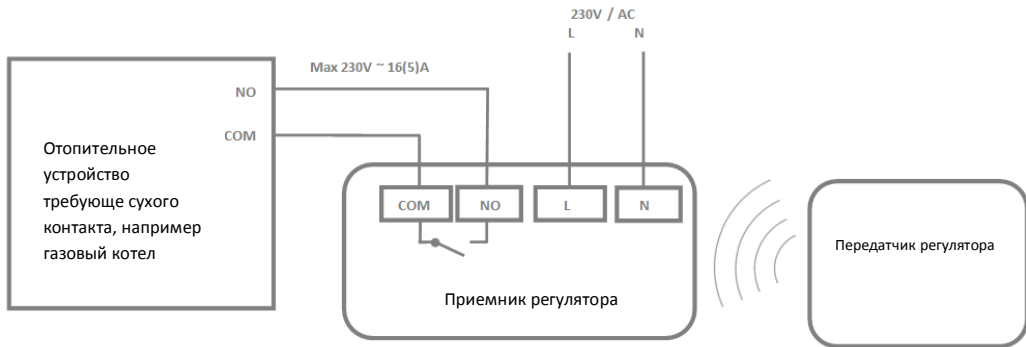 230V / AC
L N
Max 230V ~ 16(5)A
NO
COM
Отопительное
устройство
требующе сухого
контакта, например
газовый котел
COM NO L N
Приемник регулятора
Передатчик регулятора